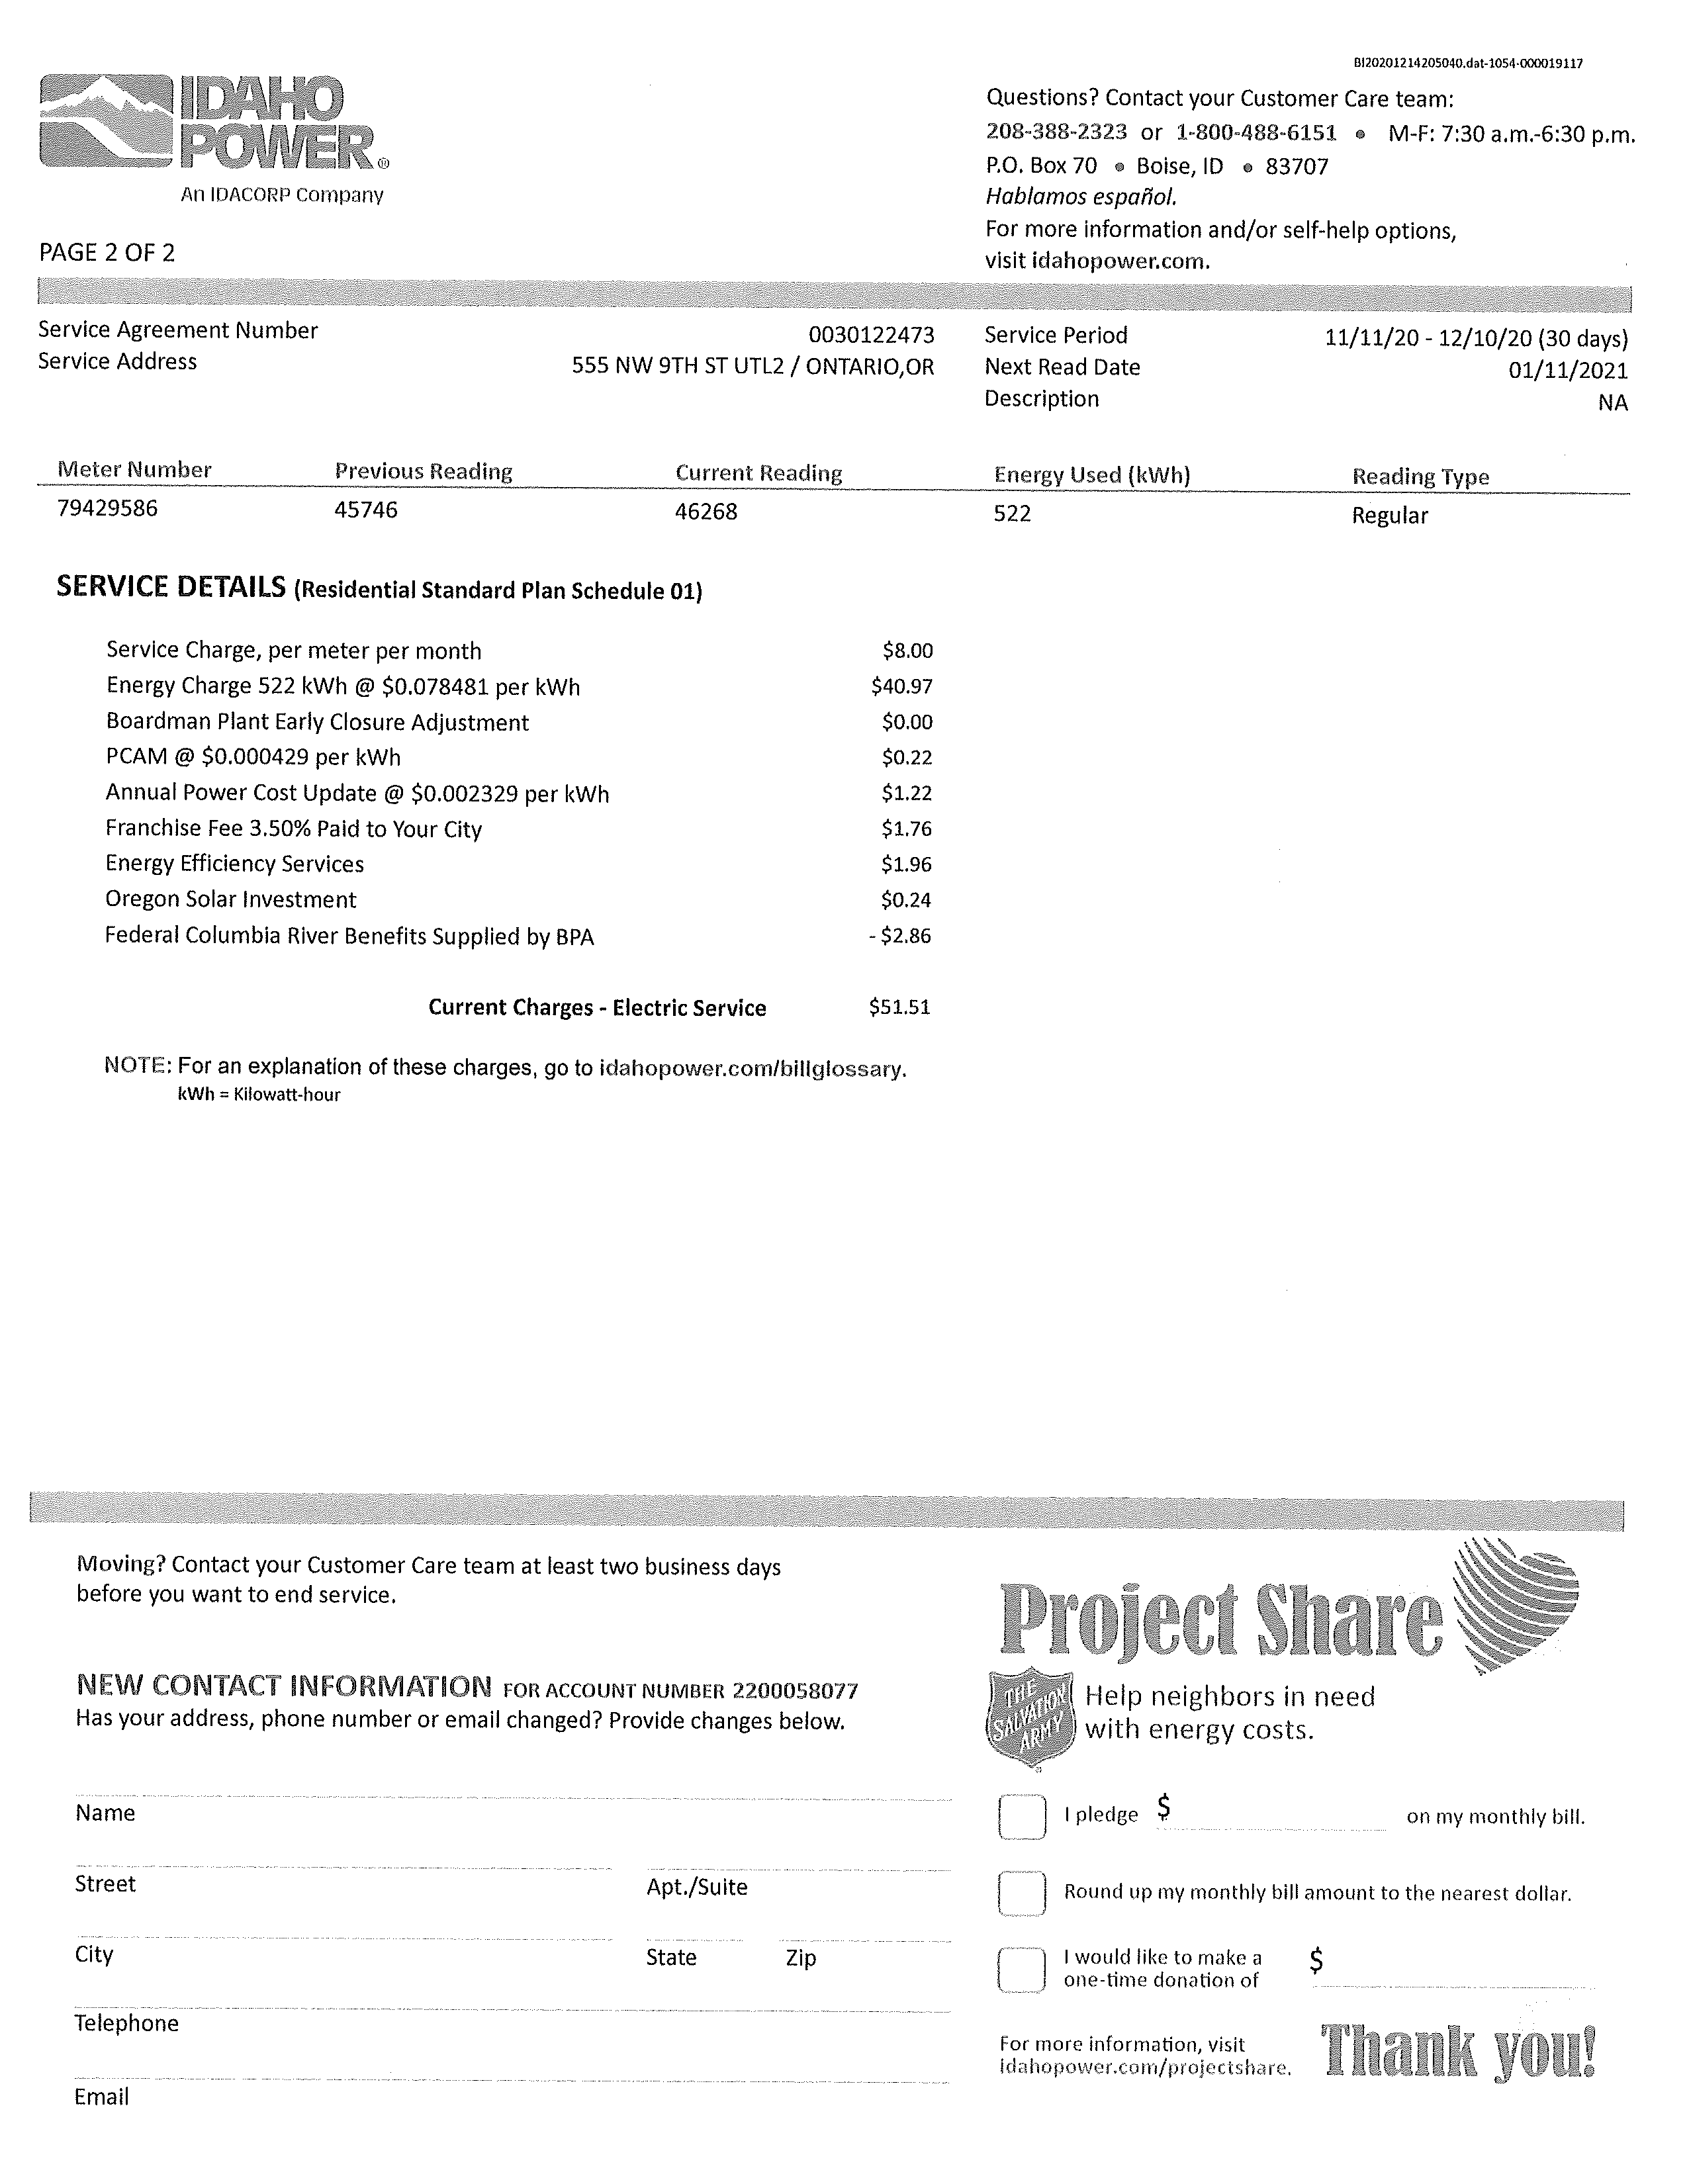 BI20201214205040.dat-1054-000019117
IDAHO
POWER®
An IDACORP Company
PAGE 2 OF 2
Questions? Contact your Customer Care team:
208-388-2323 or 1-800-488-6151 • M-F: 7:30 a.m.-6:30 p.m.
P.O. Box 70 • Boise, ID • 83707
Hablamos español.
For more information and/or self-help options,
visit idahopower.com.
Service Agreement Number 0030122473
Service Address 555 NW 9TH ST UTL2 / ONTARIO,OR
Service Period 11/11/20 - 12/10/20 (30 days)
Next Read Date 01/11/2021
Description NA
Meter Number Previous Reading Current Reading Energy Used (kWh) Reading Type
79429586 45746 46268 522 Regular
SERVICE DETAILS (Residential Standard Plan Schedule 01)
Service Charge, per meter per month $8.00
Energy Charge 522 kWh @ $0.078481 per kWh $40.97
Boardman Plant Early Closure Adjustment $0.00
PCAM @ $0.000429 per kWh $0.22
Annual Power Cost Update @ $0.002329 per kWh $1.22
Franchise Fee 3.50% Paid to Your City $1.76
Energy Efficiency Services $1.96
Oregon Solar Investment $0.24
Federal Columbia River Benefits Supplied by BPA - $2.86
Current Charges - Electric Service $51.51
NOTE: For an explanation of these charges, go to idahopower.com/billglossary.
kWh = Kilowatt-hour
Moving? Contact your Customer Care team at least two business days
before you want to end service.
NEW CONTACT INFORMATION FOR ACCOUNT NUMBER 2200058077
Has your address, phone number or email changed? Provide changes below.
Name
Street Apt./Suite
City State Zip
Telephone
Email
Project Share
THE
SALVATION
ARMY
Help neighbors in need
with energy costs.
I pledge $ on my monthly bill.
Round up my monthly bill amount to the nearest dollar.
I would like to make a
one-time donation of $
For more information, visit
idahopower.com/projectshare.
Thank you!